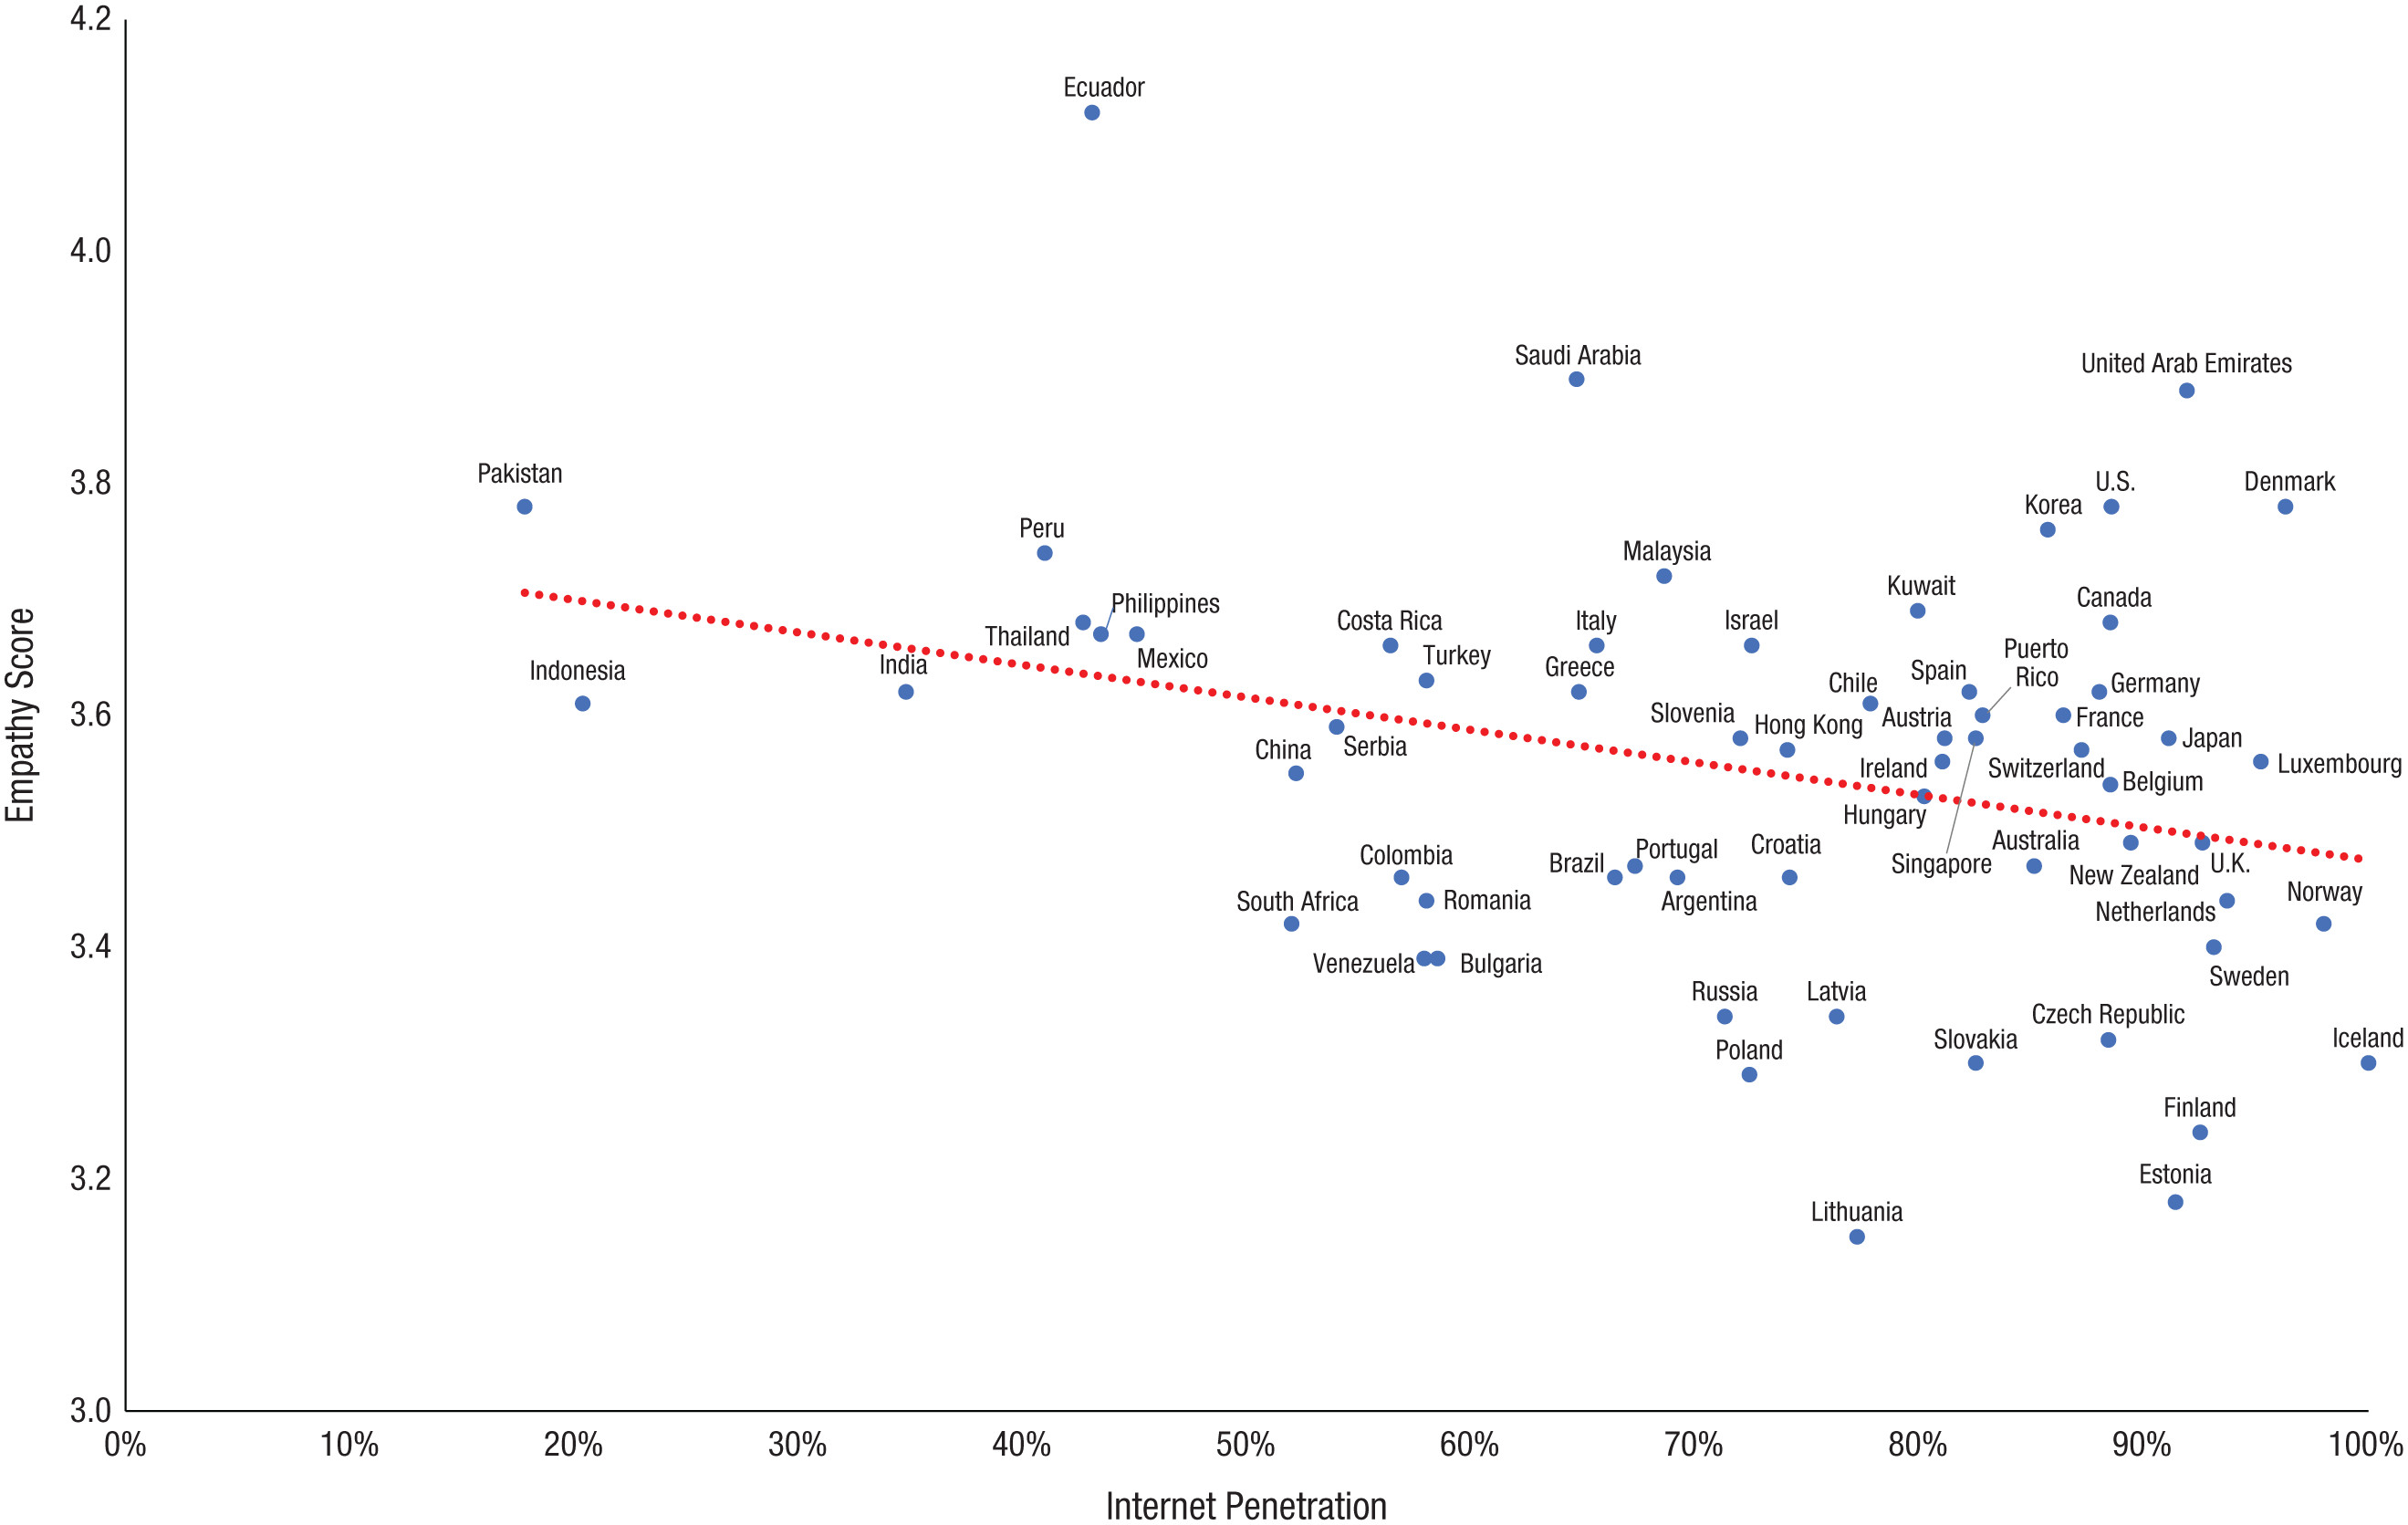 4.2
Ecuador
4.0
Saudi Arabia
United Arab Emirates
3.8
Pakistan
U.S.
Denmark
Korea
Peru
Malaysia
Kuwait
Canada
Philippines
Thailand
Mexico
Costa Rica
Turkey
Italy
Greece
Israel
Puerto
Rico
Spain
Chile
Germany
Indonesia
India
3.6
Slovenia
Hong Kong
Austria
France
Japan
China
Serbia
Ireland
Switzerland
Luxembourg
Belgium
Hungary
Empathy Score
Colombia
Brazil
Portugal
Croatia
Singapore
Australia
New Zealand
U.K.
South Africa
Romania
Argentina
Netherlands
Norway
3.4
Venezuela
Bulgaria
Sweden
Russia
Latvia
Czech Republic
Poland
Slovakia
Iceland
Finland
3.2
Estonia
Lithuania
3.0
0%
10%
20%
30%
40%
50%
60%
70%
80%
90%
100%
Internet Penetration